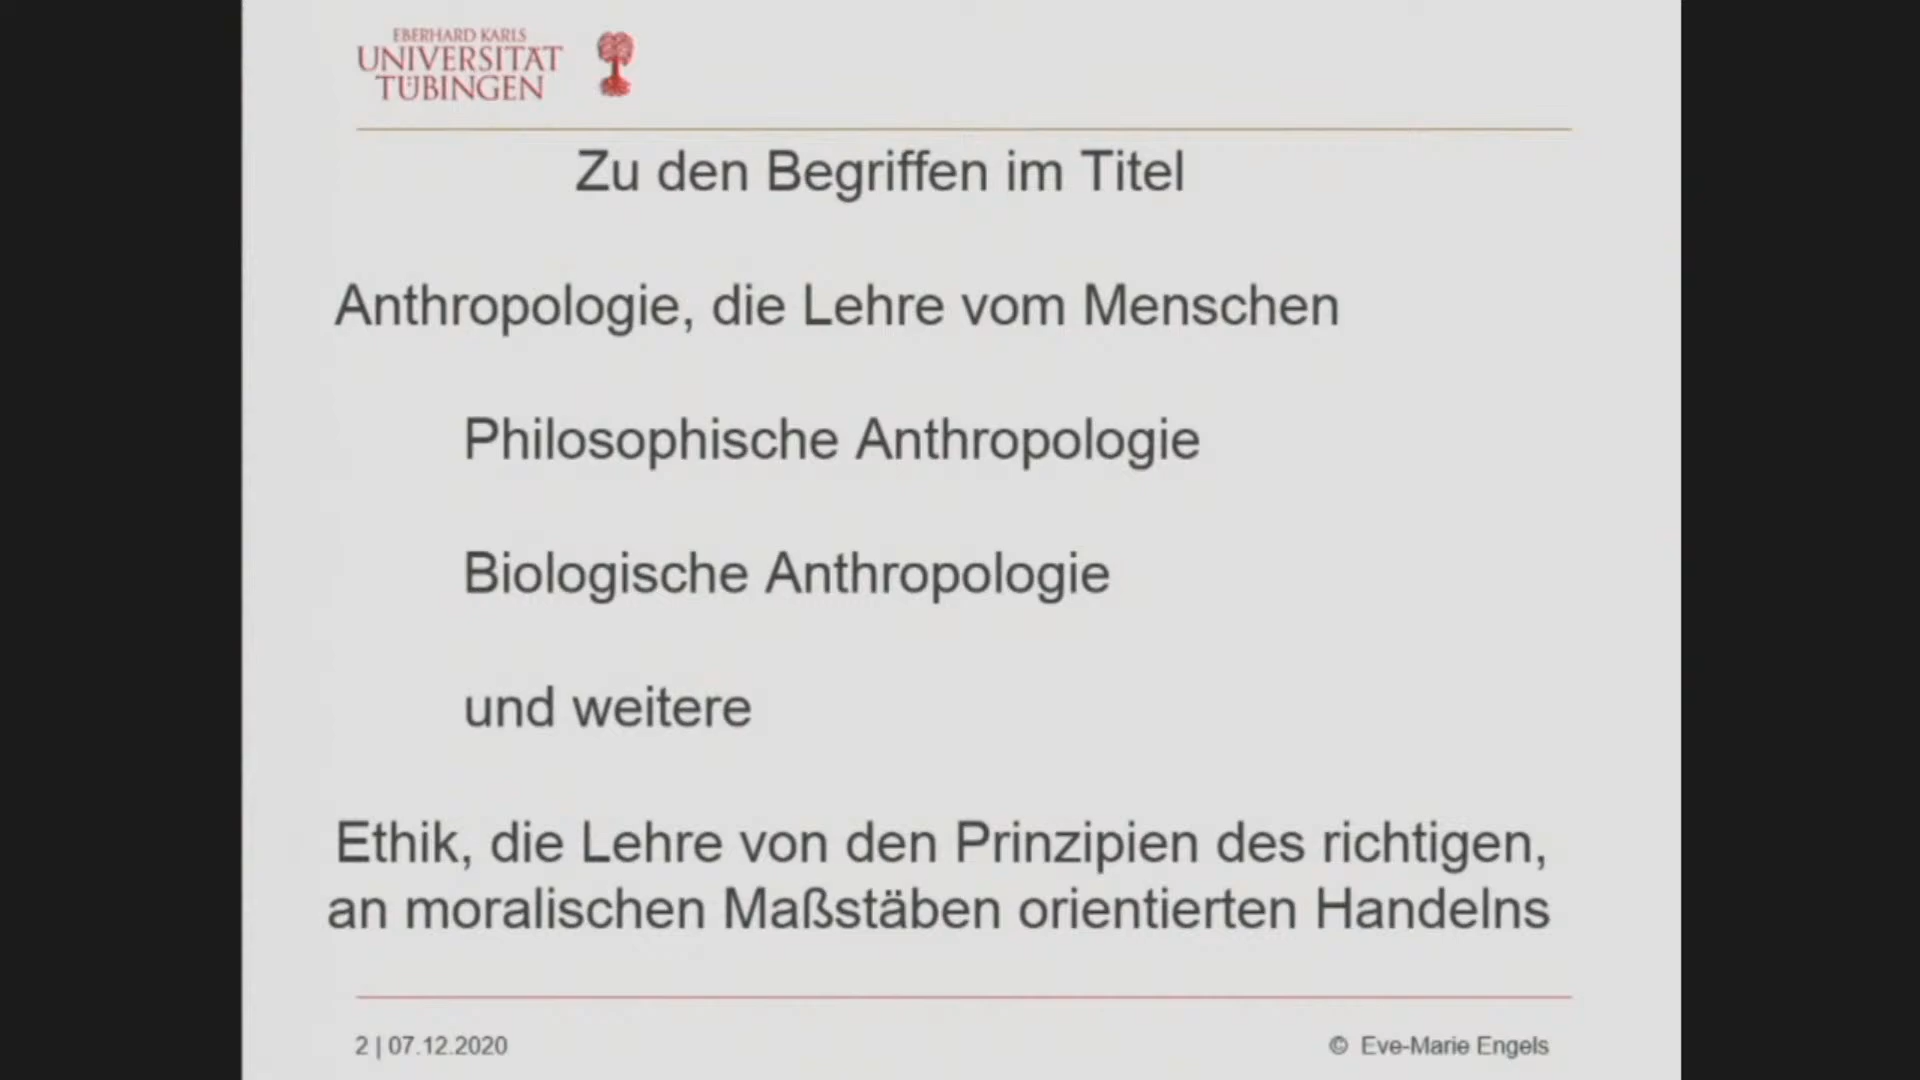 EBERHARD KARLS
UNIVERSITÄT
TÜBINGEN
Zu den Begriffen im Titel
Anthropologie, die Lehre vom Menschen
Philosophische Anthropologie
Biologische Anthropologie
und weitere
Ethik, die Lehre von den Prinzipien des richtigen,
an moralischen Maßstäben orientierten Handelns
2 | 07.12.2020
© Eve-Marie Engels